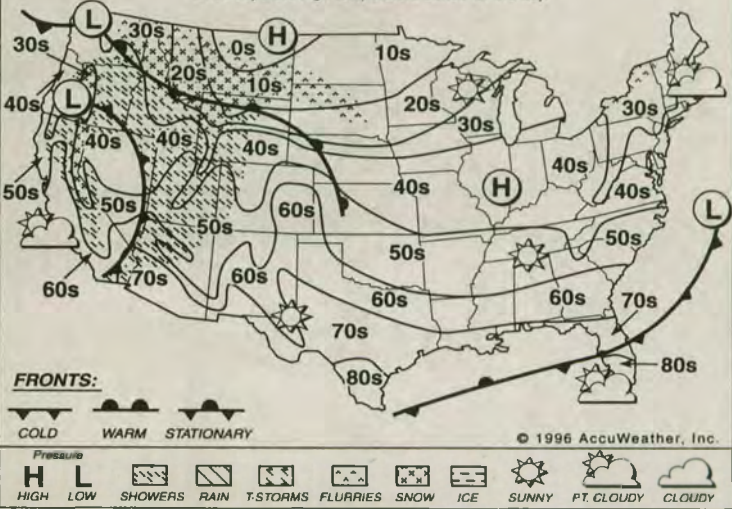 L
30s
H
0s
10s
30s
20s
10s
40s
L
20s
30s
30s
40s
40s
40s
40s
40s
H
40s
50s
50s
60s
50s
L
50s
50s
60s
70s
60s
60s
60s
70s
70s
80s
80s
FRONTS:
COLD WARM STATIONARY
© 1996 AccuWeather, Inc.
Pressure
H L
HIGH LOW SHOWERS RAIN T-STORMS FLURRIES SNOW ICE SUNNY PT. CLOUDY CLOUDY